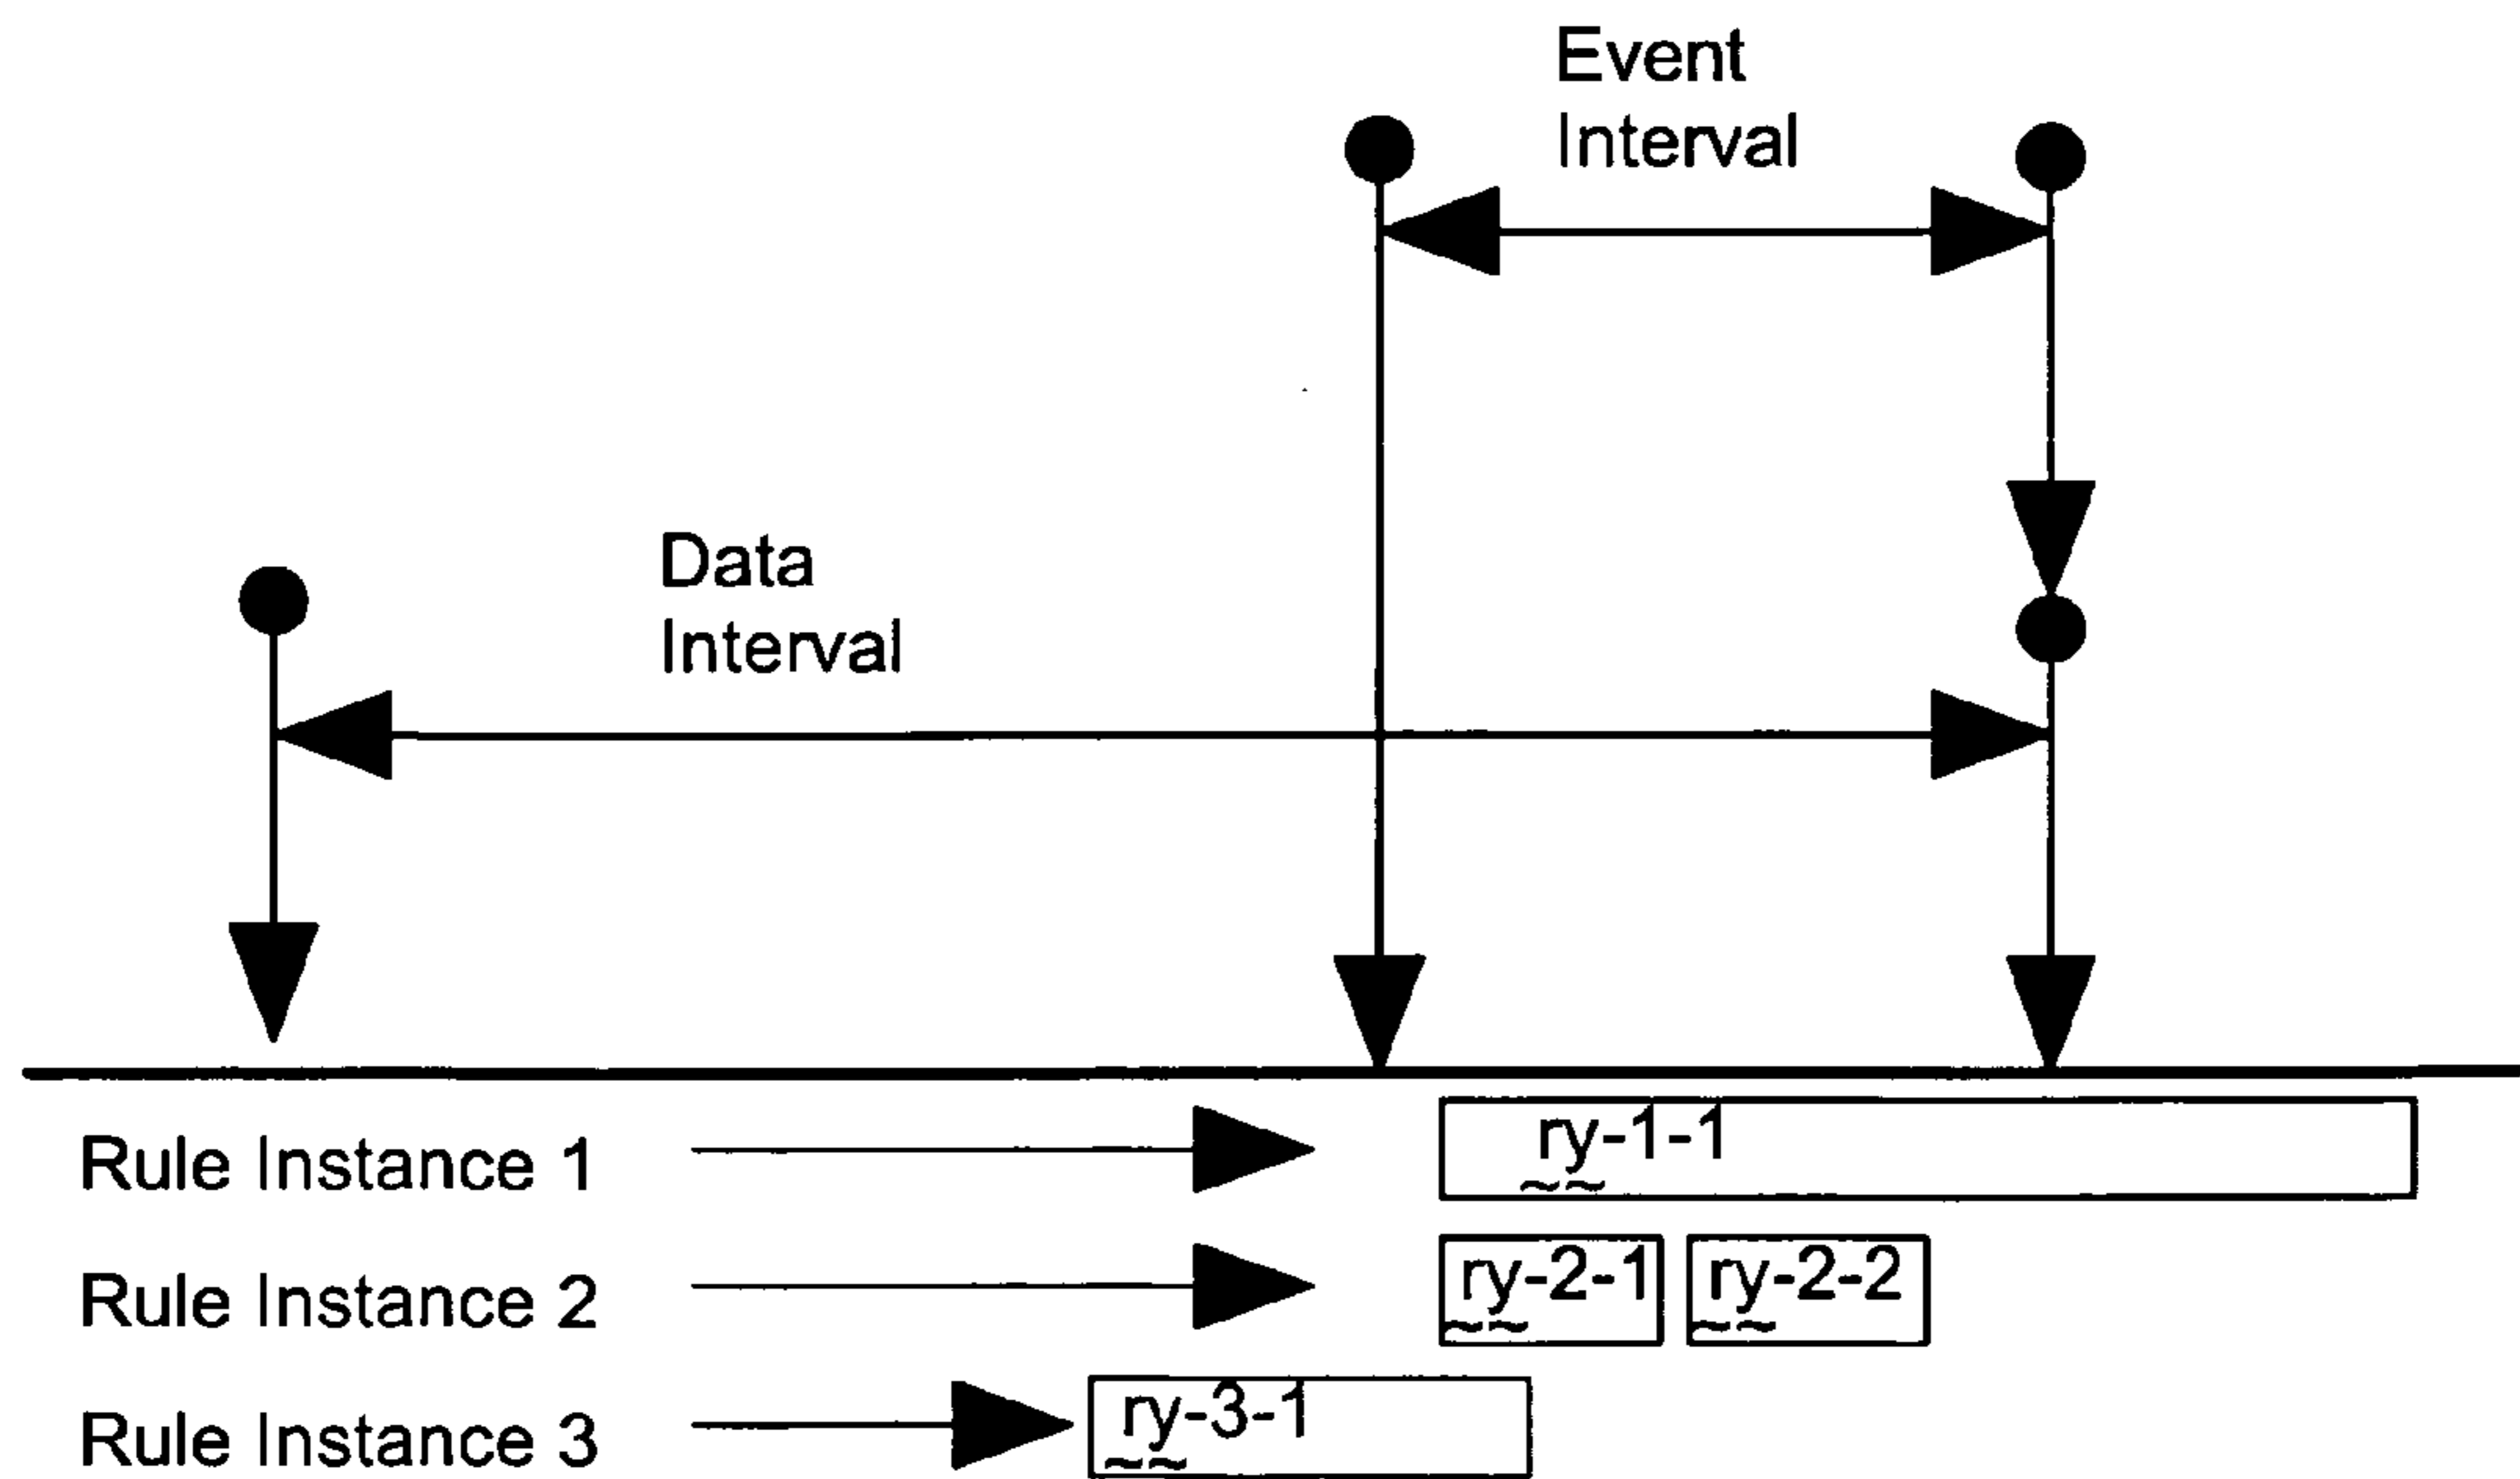 Event
Interval
Data
Interval
Rule Instance 1
ry-1-1
Rule Instance 2
ry-2-1
ry-2-2
Rule Instance 3
ry-3-1